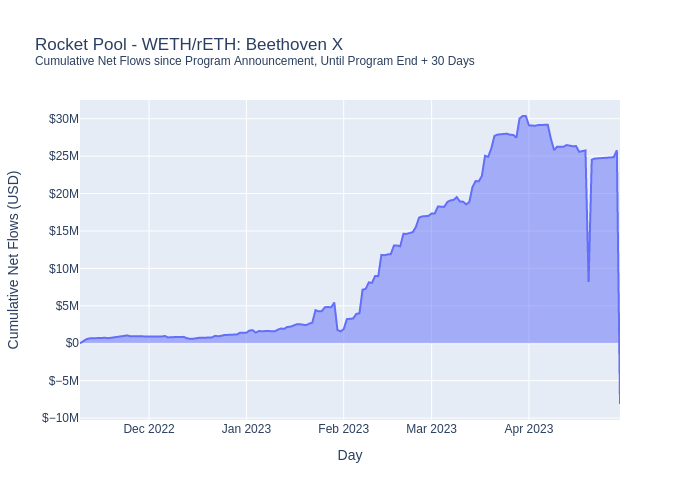 Rocket Pool - WETH/rETH: Beethoven X
Cumulative Net Flows since Program Announcement, Until Program End + 30 Days
$30M
$25M
$20M
$15M
$10M
$5M
$0
$−5M
$−10M
Cumulative Net Flows (USD)
Dec 2022
Jan 2023
Feb 2023
Mar 2023
Apr 2023
Day